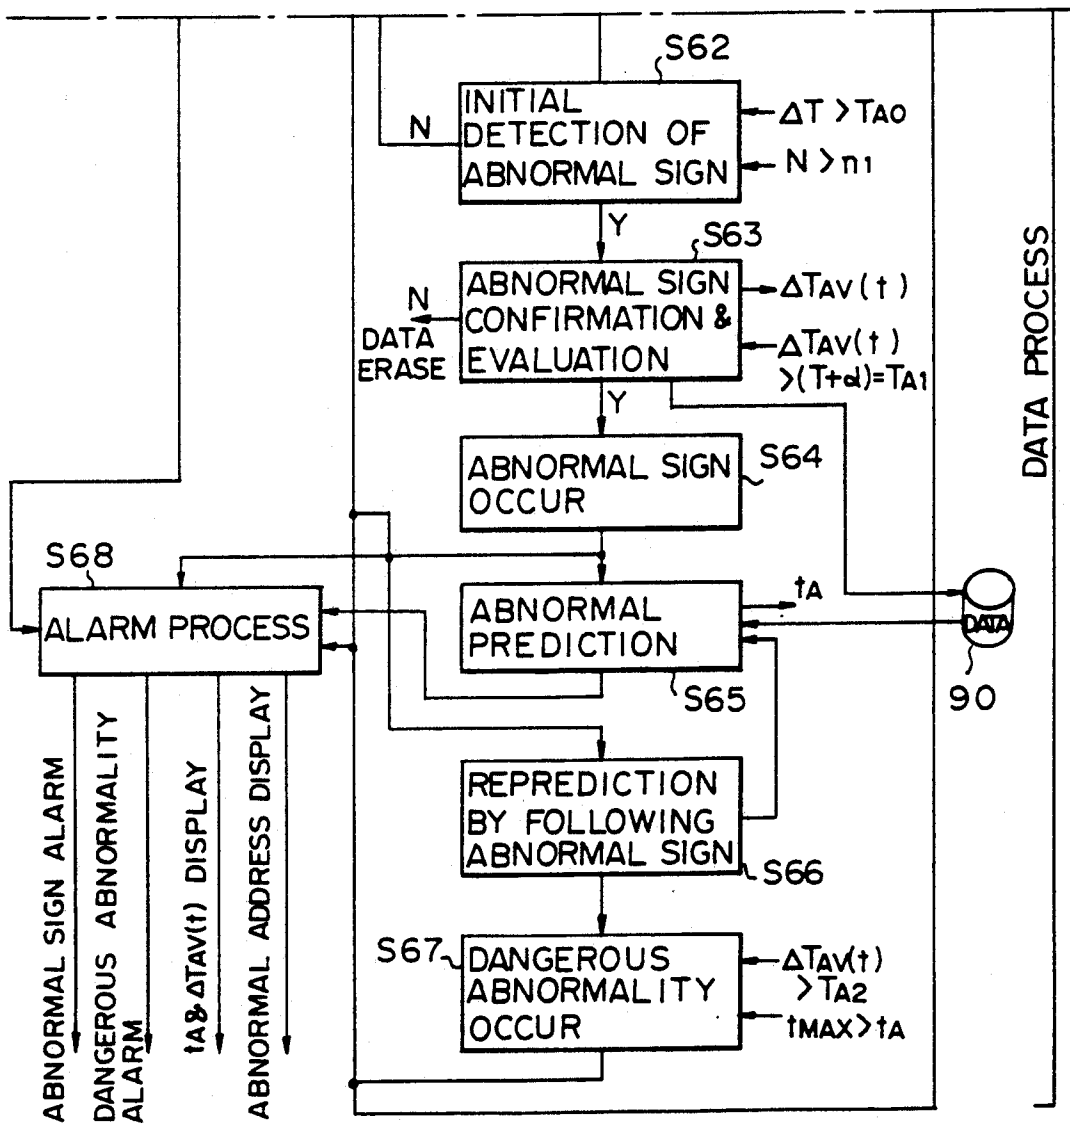 S62
INITIAL
DETECTION OF
ABNORMAL SIGN
N
ΔT > TA0
N > n1
Y
S63
ABNORMAL SIGN
CONFIRMATION &
EVALUATION
N
DATA
ERASE
ΔTAV(t)
ΔTAV(t)
>(T+α)=TA1
Y
DATA PROCESS
S64
ABNORMAL SIGN
OCCUR
S68
ALARM PROCESS
ABNORMAL
PREDICTION
tA
S65
DATA
90
REPREDICTION
BY FOLLOWING
ABNORMAL SIGN
S66
S67
DANGEROUS
ABNORMALITY
OCCUR
ΔTAV(t)
>TA2
tMAX>tA
ABNORMAL SIGN ALARM
DANGEROUS ABNORMALITY
ALARM
tA&ΔTAV(t) DISPLAY
ABNORMAL ADDRESS DISPLAY